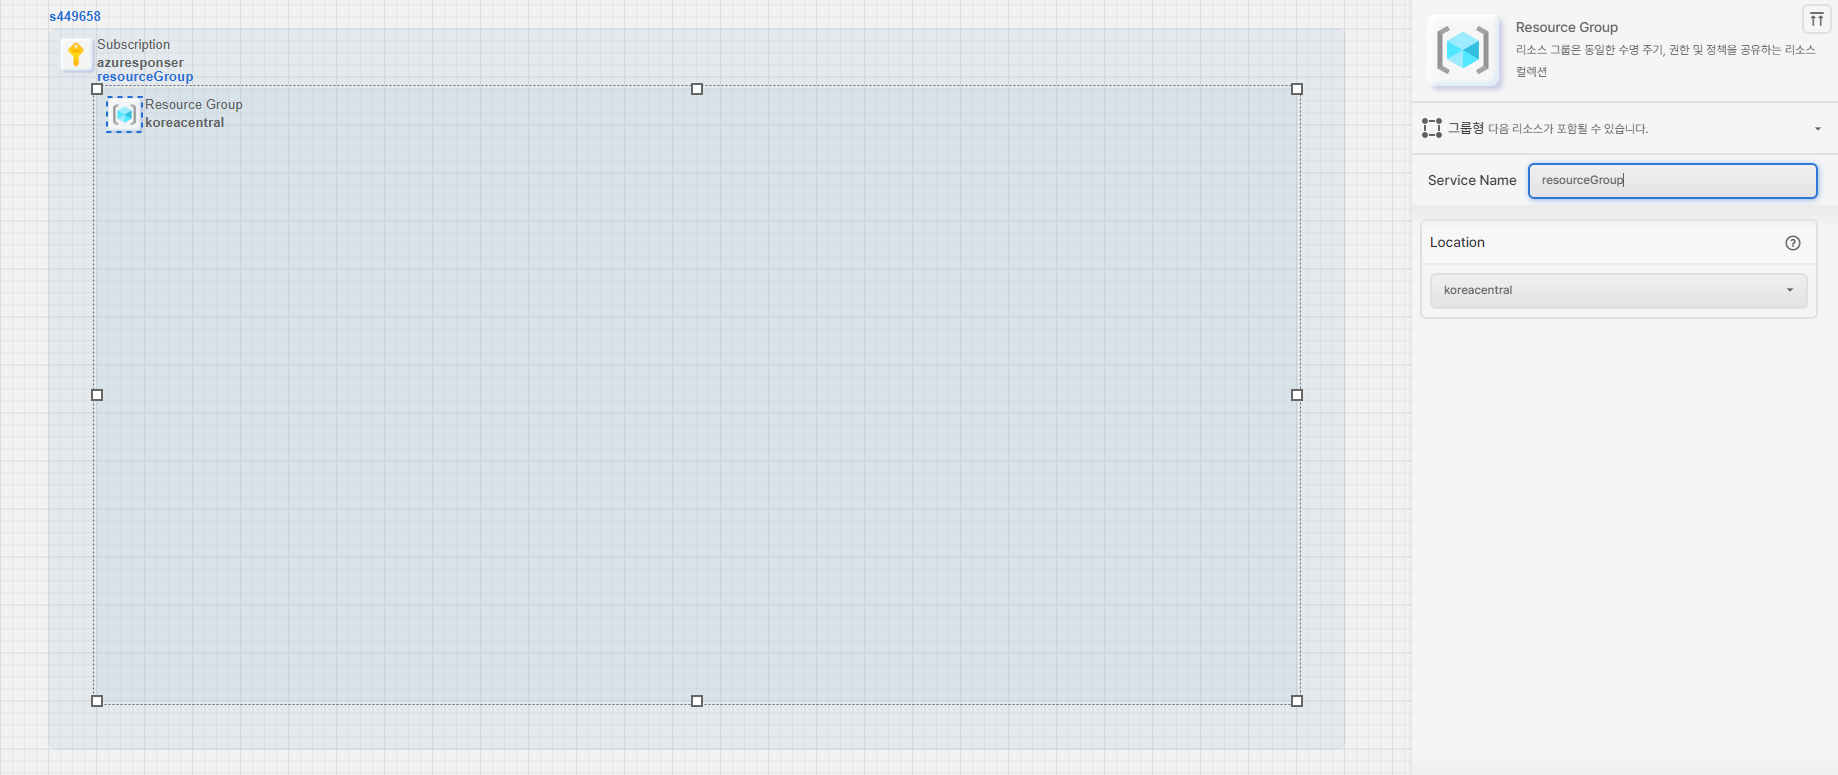 s449658
Subscription
azuresponser
resourceGroup
Resource Group
koreacentral
Resource Group
리소스 그룹은 동일한 수명 주기, 권한 및 정책을 공유하는 리소스
컬렉션
그룹형 다음 리소스가 포함될 수 있습니다.
Service Name resourceGroup
Location
koreacentral